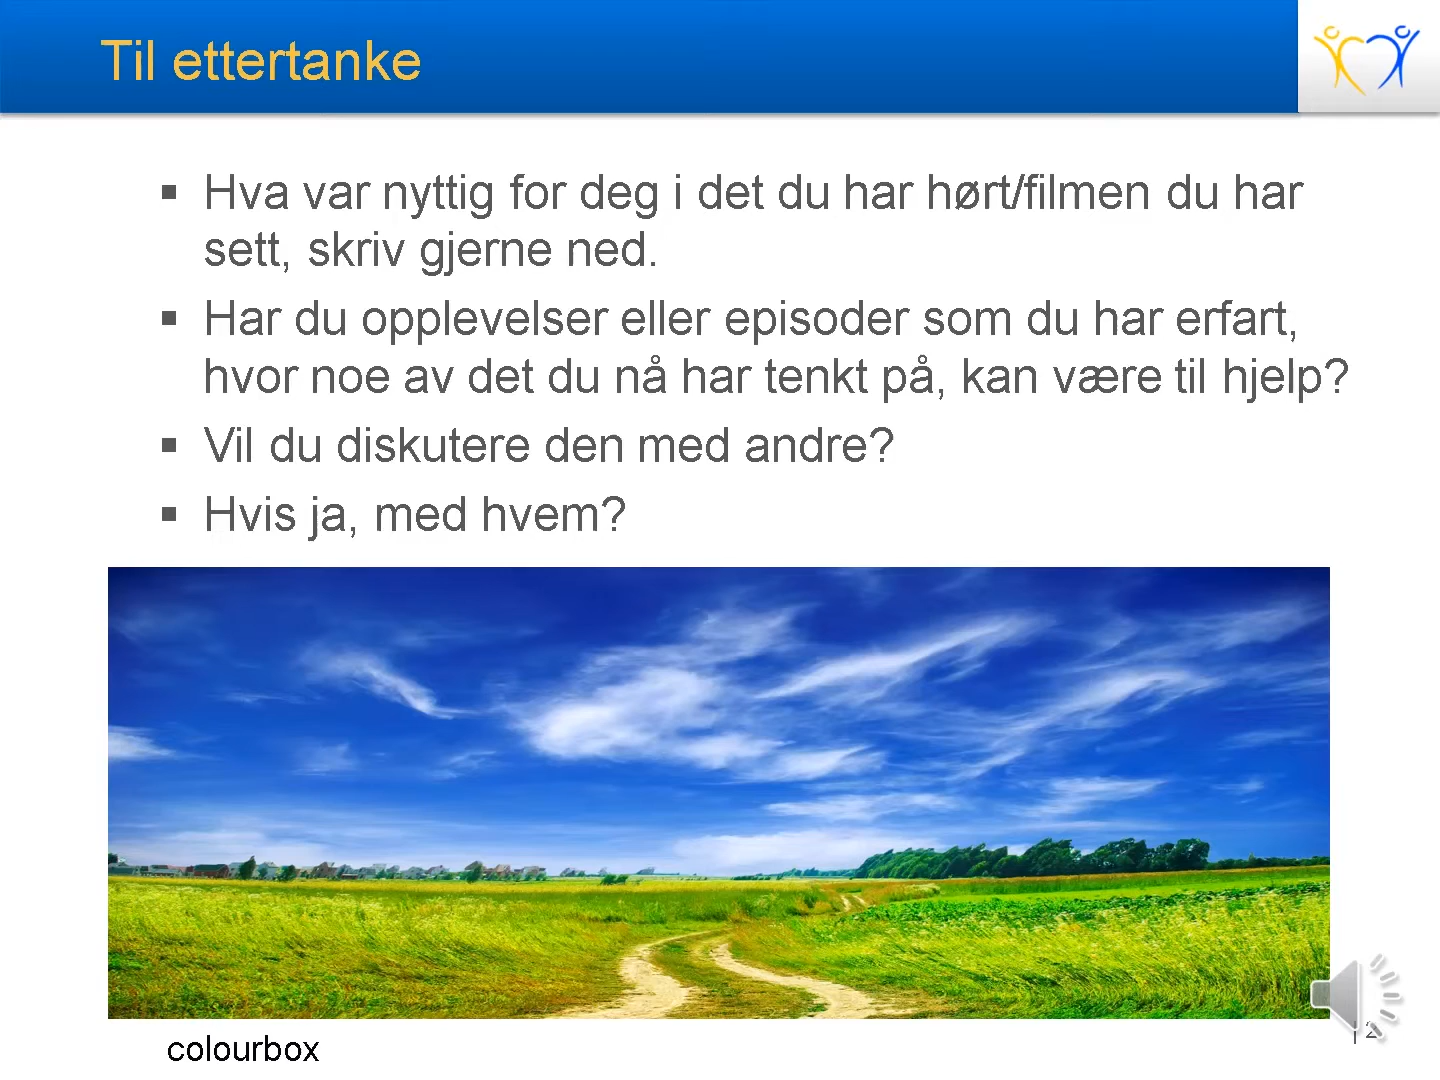 Til ettertanke
▪ Hva var nyttig for deg i det du har hørt/filmen du har
sett, skriv gjerne ned.
▪ Har du opplevelser eller episoder som du har erfart,
hvor noe av det du nå har tenkt på, kan være til hjelp?
▪ Vil du diskutere den med andre?
▪ Hvis ja, med hvem?
colourbox